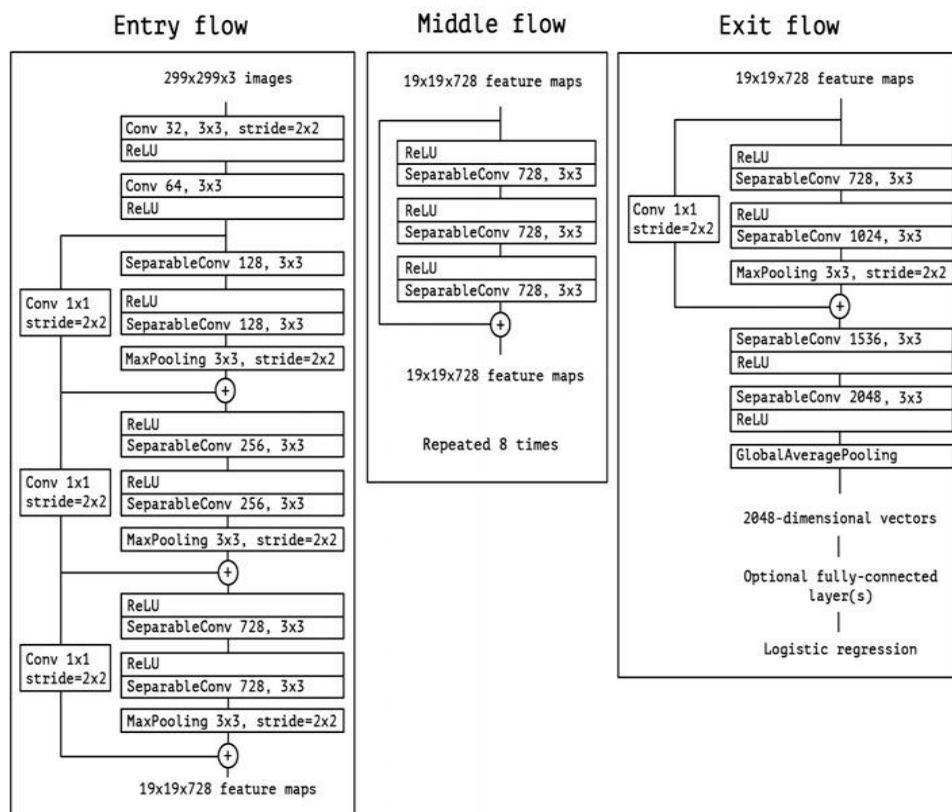 Entry flow
299x299x3 images
Conv 32, 3x3, stride=2x2
ReLU
Conv 64, 3x3
ReLU
SeparableConv 128, 3x3
Conv 1x1
stride=2x2
ReLU
SeparableConv 128, 3x3
MaxPooling 3x3, stride=2x2
+
ReLU
SeparableConv 256, 3x3
Conv 1x1
stride=2x2
ReLU
SeparableConv 256, 3x3
MaxPooling 3x3, stride=2x2
+
ReLU
SeparableConv 728, 3x3
Conv 1x1
stride=2x2
ReLU
SeparableConv 728, 3x3
MaxPooling 3x3, stride=2x2
+
19x19x728 feature maps
Middle flow
19x19x728 feature maps
ReLU
SeparableConv 728, 3x3
ReLU
SeparableConv 728, 3x3
ReLU
SeparableConv 728, 3x3
+
19x19x728 feature maps
Repeated 8 times
Exit flow
19x19x728 feature maps
ReLU
SeparableConv 728, 3x3
Conv 1x1
stride=2x2
ReLU
SeparableConv 1024, 3x3
MaxPooling 3x3, stride=2x2
+
SeparableConv 1536, 3x3
ReLU
SeparableConv 2048, 3x3
ReLU
GlobalAveragePooling
2048-dimensional vectors
Optional fully-connected
layer(s)
Logistic regression